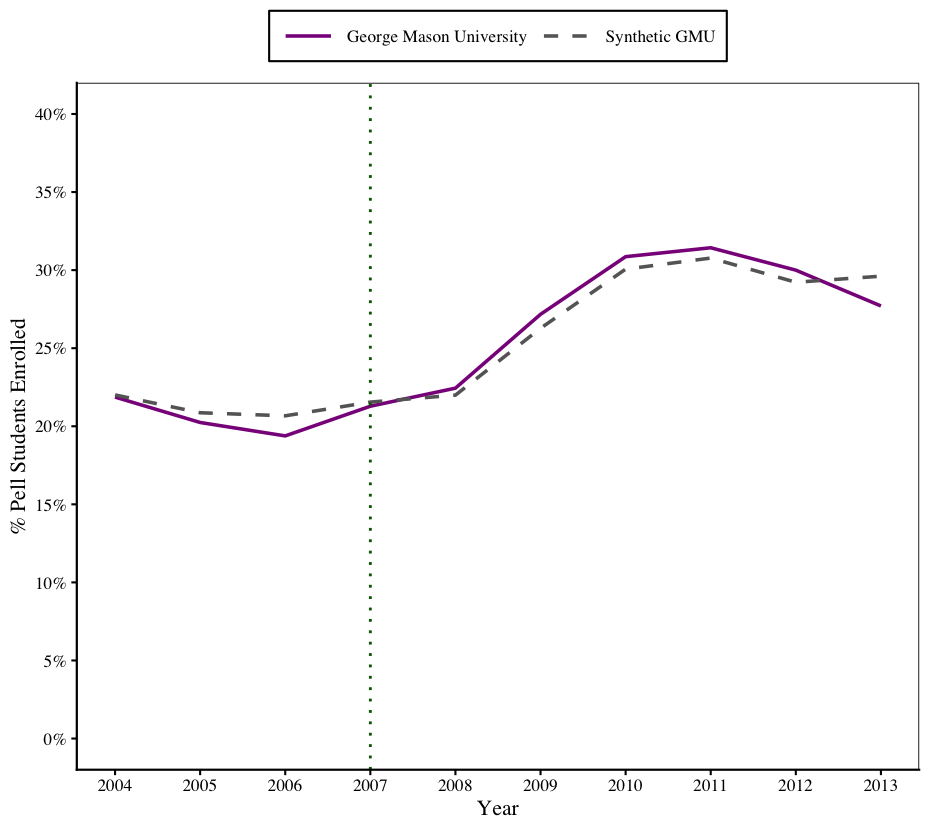 George Mason University Synthetic GMU
40%
35%
30%
25%
20%
15%
10%
5%
0%
% Pell Students Enrolled
2004 2005 2006 2007 2008 2009 2010 2011 2012 2013
Year